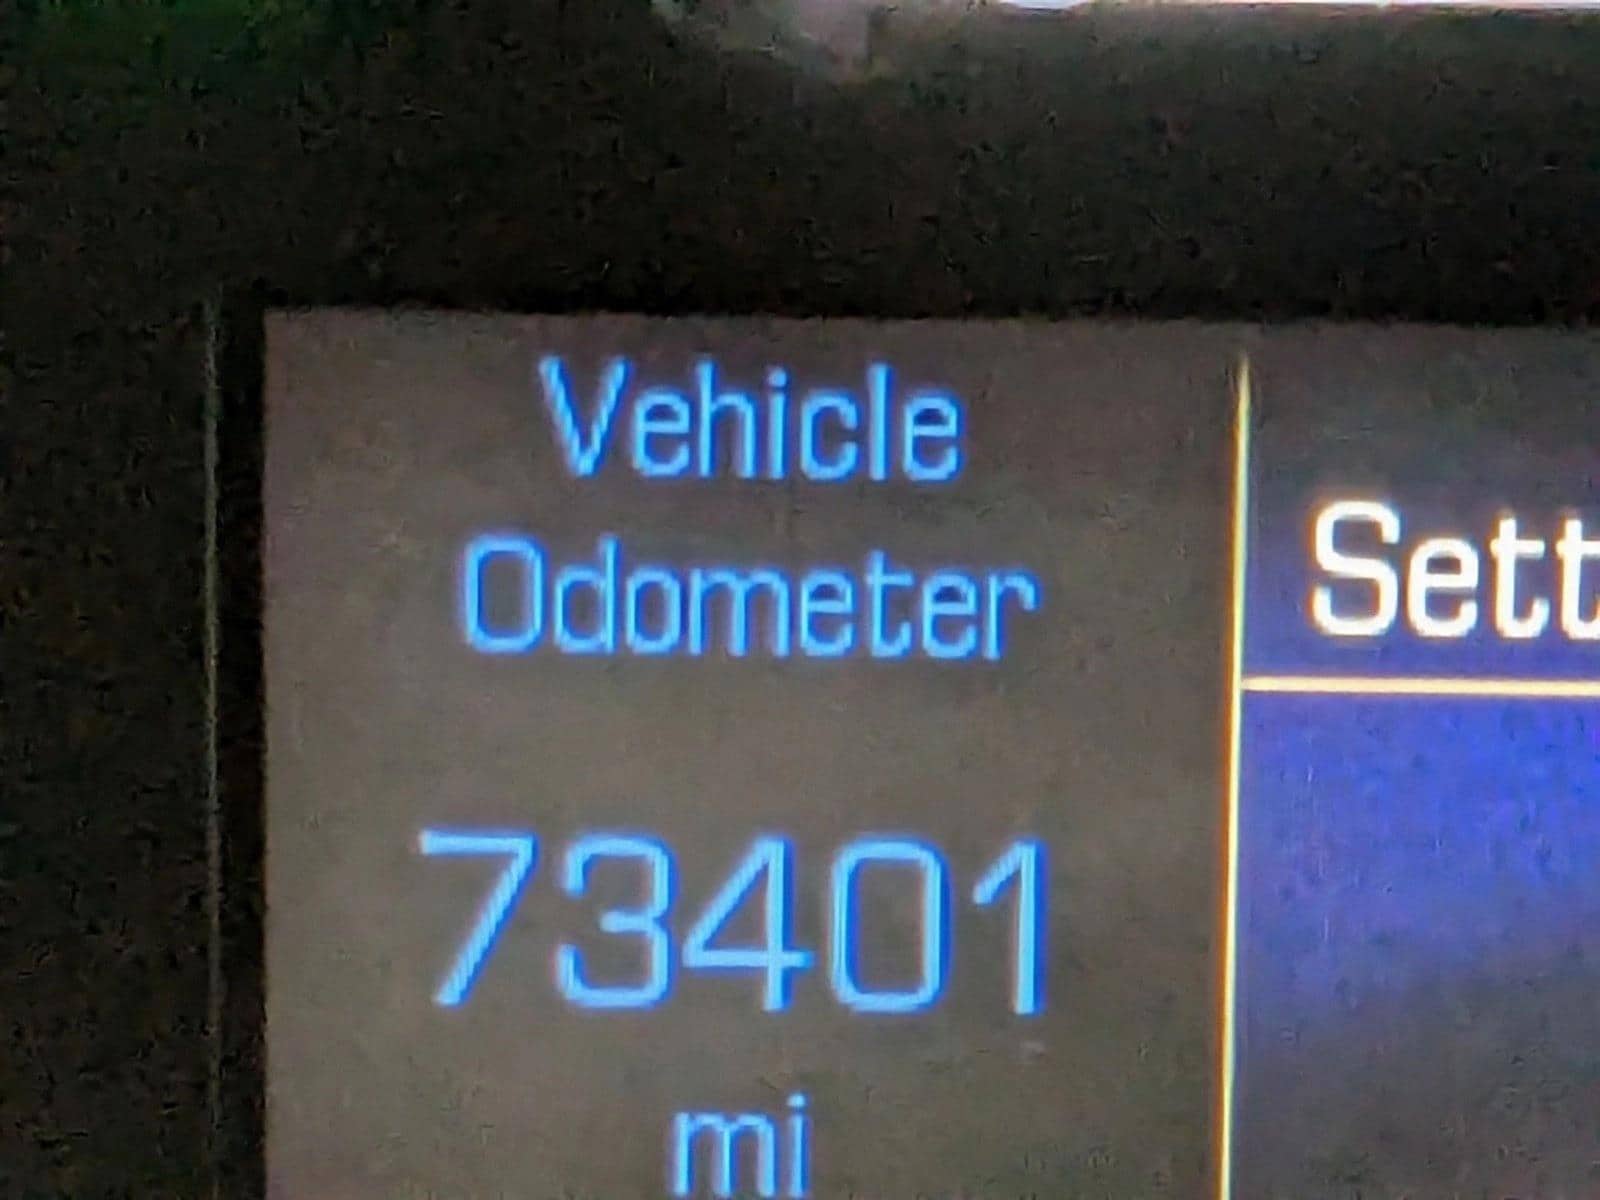 Vehicle
Odometer
Sett
73401
mi